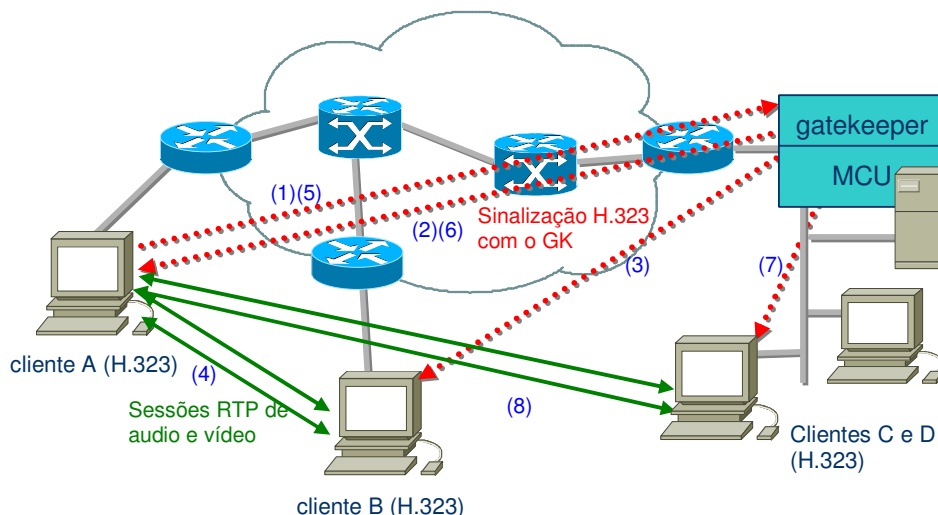 gatekeeper
MCU
(1)(5)
(2)(6)
Sinalização H.323
com o GK
(3)
(7)
cliente A (H.323)
(4)
Sessões RTP de
audio e vídeo
(8)
Clientes C e D
(H.323)
cliente B (H.323)